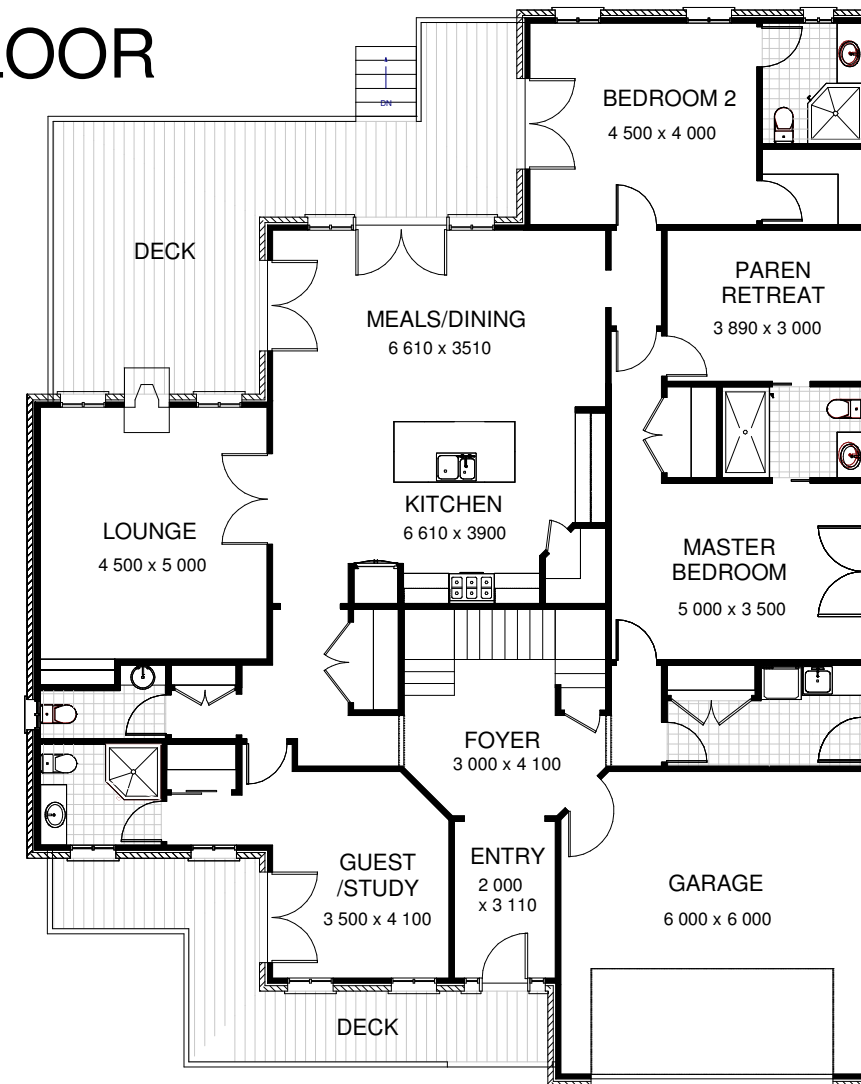 LOOR
DN
BEDROOM 2
4 500 x 4 000
DECK
PAREN
RETREAT
3 890 x 3 000
MEALS/DINING
6 610 x 3510
KITCHEN
6 610 x 3900
LOUNGE
4 500 x 5 000
MASTER
BEDROOM
5 000 x 3 500
FOYER
3 000 x 4 100
GUEST
/STUDY
3 500 x 4 100
ENTRY
2 000
x 3 110
GARAGE
6 000 x 6 000
DECK